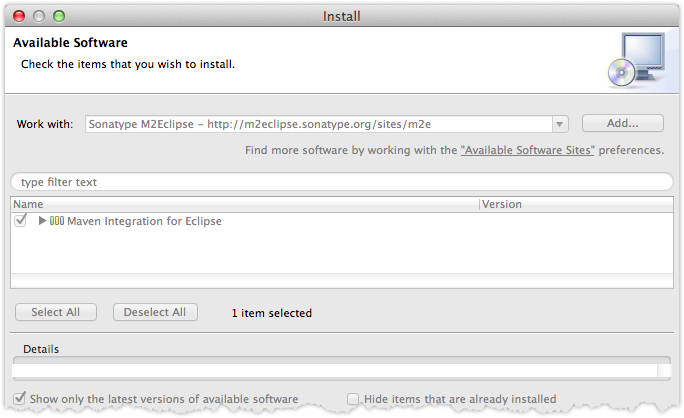 Install
Available Software
Check the items that you wish to install.
Work with: Sonatype M2Eclipse – http://m2eclipse.sonatype.org/sites/m2e Add...
Find more software by working with the "Available Software Sites" preferences.
type filter text
Name Version
Maven Integration for Eclipse
Select All Deselect All 1 item selected
Details
Show only the latest versions of available software Hide items that are already installed